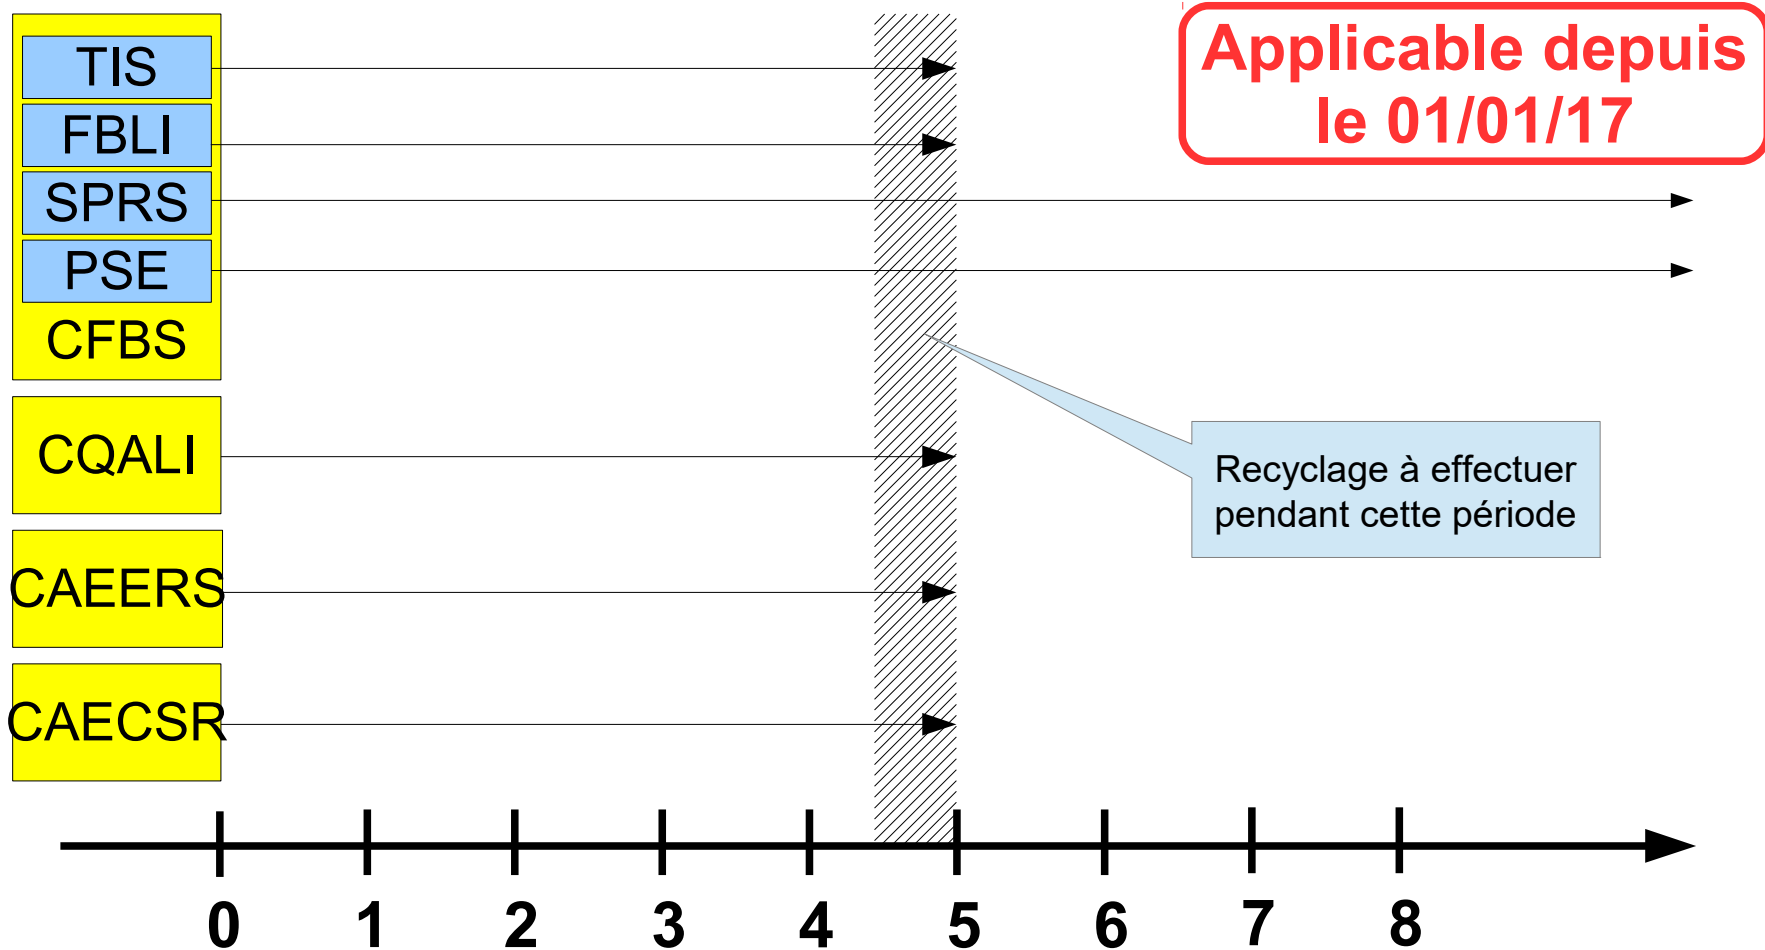 TIS
FBLI
SPRS
PSE
CFBS
CQALI
CAEERS
CAECSR
Applicable depuis
le 01/01/17
Recyclage à effectuer
pendant cette période
0 1 2 3 4 5 6 7 8